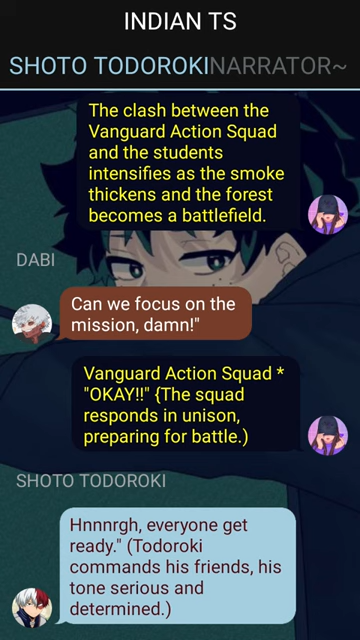 INDIAN TS
SHOTO TODOROKINARRATOR~
The clash between the
Vanguard Action Squad
and the students
intensifies as the smoke
thickens and the forest
becomes a battlefield.
DABI
Can we focus on the
mission, damn!"
Vanguard Action Squad *
"OKAY!!" {The squad
responds in unison,
preparing for battle.)
SHOTO TODOROKI
Hnnnrgh, everyone get
ready." (Todoroki
commands his friends, his
tone serious and
determined.)